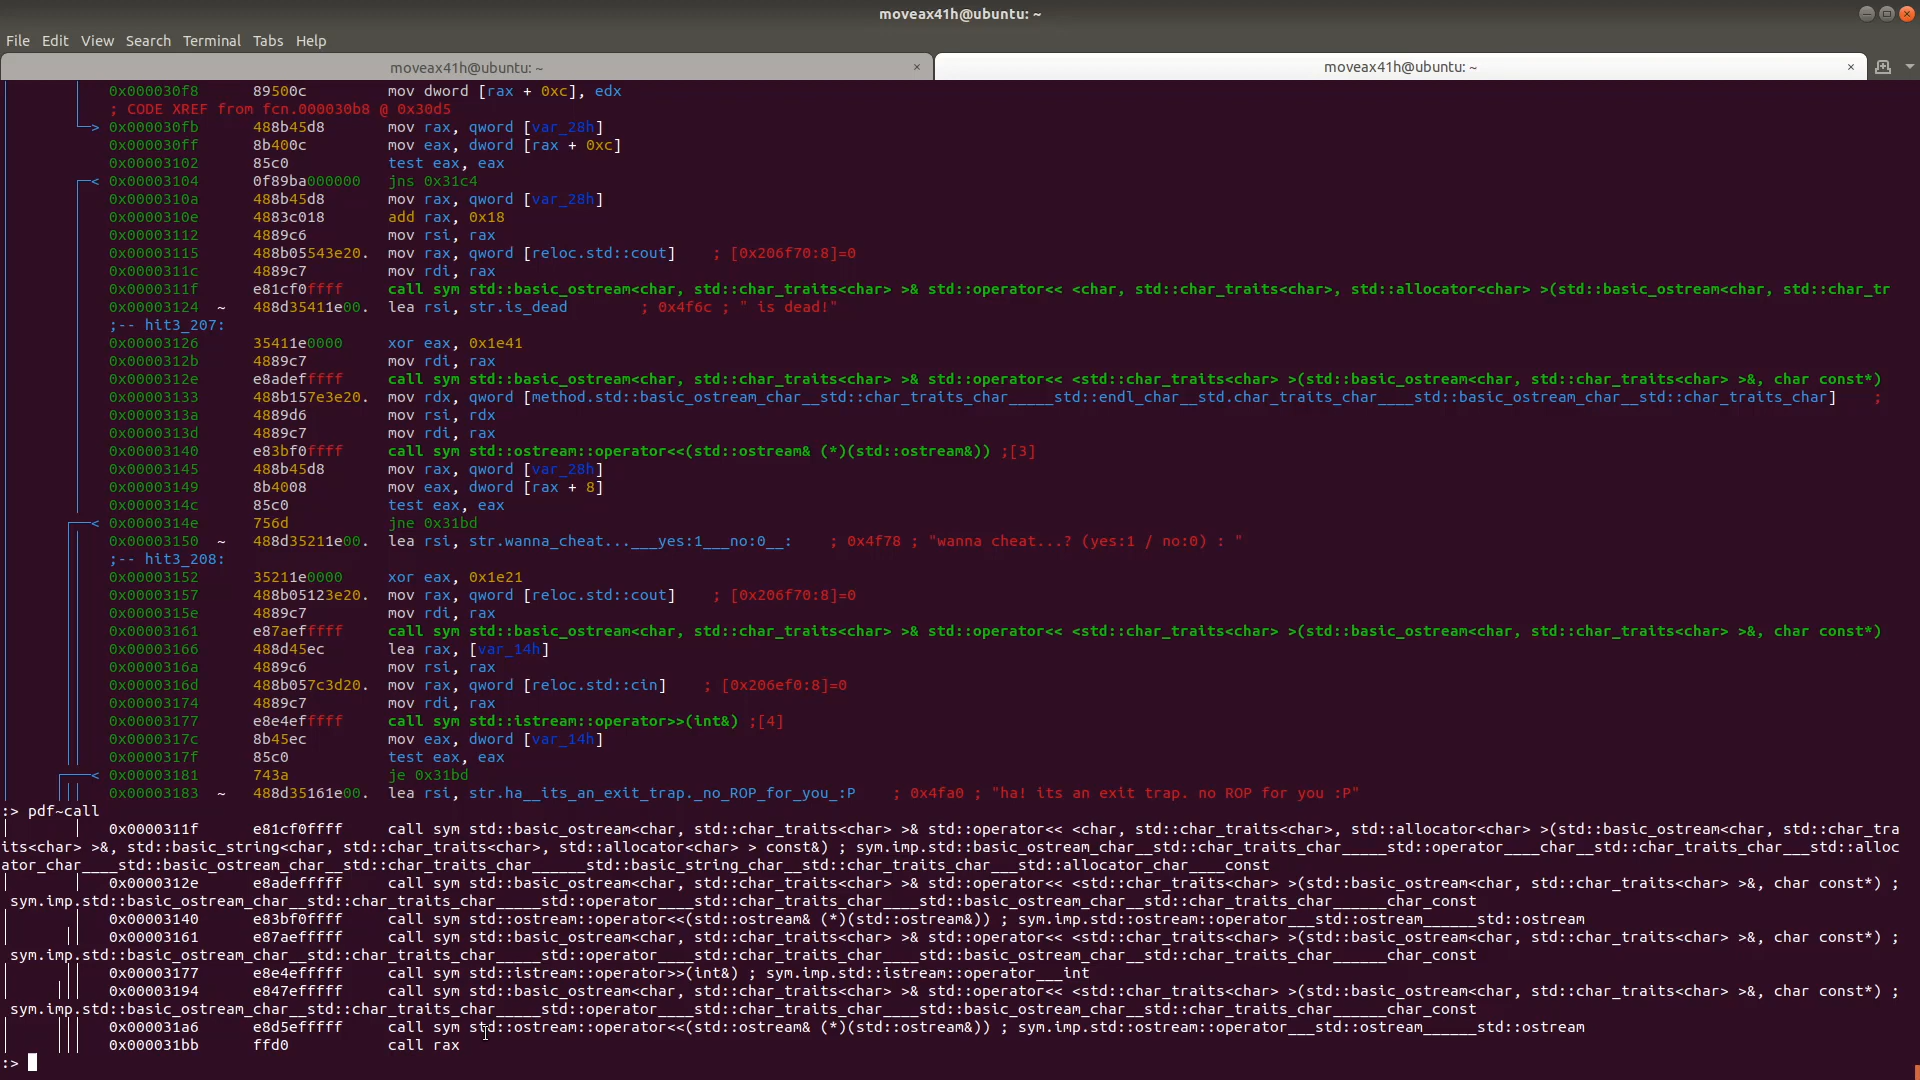 moveax41h@ubuntu: ~
File Edit View Search Terminal Tabs Help
moveax41h@ubuntu: ~ × moveax41h@ubuntu: ~ ×
0x000030f8 89500c mov dword [rax + 0xc], edx
; CODE XREF from fcn.000030b8 @ 0x30d5
0x000030fb 488b45d8 mov rax, qword [var_28h]
0x000030ff 8b400c mov eax, dword [rax + 0xc]
0x00003102 85c0 test eax, eax
< 0x00003104 0f89ba000000 jns 0x31c4
0x0000310a 488b45d8 mov rax, qword [var_28h]
0x0000310e 4883c018 add rax, 0x18
0x00003112 4889c6 mov rsi, rax
0x00003115 488b05543e20. mov rax, qword [reloc.std::cout] ; [0x206f70:8]=0
0x0000311c 4889c7 mov rdi, rax
0x0000311f e81cf0ffff call sym std::basic_ostream<char, std::char_traits<char> >& std::operator<< <char, std::char_traits<char>, std::allocator<char> >(std::basic_ostream<char, std::char_tr
0x00003124 ~ 488d35411e00. lea rsi, str.is_dead ; 0x4f6c ; " is dead!"
;-- hit3_207:
0x00003126 35411e0000 xor eax, 0x1e41
0x0000312b 4889c7 mov rdi, rax
0x0000312e e8adefffff call sym std::basic_ostream<char, std::char_traits<char> >& std::operator<< <std::char_traits<char> >(std::basic_ostream<char, std::char_traits<char> >&, char const*)
0x00003133 488b157e3e20. mov rdx, qword [method.std::basic_ostream_char__std::char_traits_char_____std::endl_char__std.char_traits_char____std::basic_ostream_char__std::char_traits_char] ;
0x0000313a 4889d6 mov rsi, rdx
0x0000313d 4889c7 mov rdi, rax
0x00003140 e83bf0ffff call sym std::ostream::operator<<(std::ostream& (*)(std::ostream&)) ;[3]
0x00003145 488b45d8 mov rax, qword [var_28h]
0x00003149 8b4008 mov eax, dword [rax + 8]
0x0000314c 85c0 test eax, eax
< 0x0000314e 756d jne 0x31bd
0x00003150 ~ 488d35211e00. lea rsi, str.wanna_cheat...___yes:1___no:0__: ; 0x4f78 ; "wanna cheat...? (yes:1 / no:0) : "
;-- hit3_208:
0x00003152 35211e0000 xor eax, 0x1e21
0x00003157 488b05123e20. mov rax, qword [reloc.std::cout] ; [0x206f70:8]=0
0x0000315e 4889c7 mov rdi, rax
0x00003161 e87aefffff call sym std::basic_ostream<char, std::char_traits<char> >& std::operator<< <std::char_traits<char> >(std::basic_ostream<char, std::char_traits<char> >&, char const*)
0x00003166 488d45ec lea rax, [var_14h]
0x0000316a 4889c6 mov rsi, rax
0x0000316d 488b057c3d20. mov rax, qword [reloc.std::cin] ; [0x206ef0:8]=0
0x00003174 4889c7 mov rdi, rax
0x00003177 e8e4efffff call sym std::istream::operator>>(int&) ;[4]
0x0000317c 8b45ec mov eax, dword [var_14h]
0x0000317f 85c0 test eax, eax
< 0x00003181 743a je 0x31bd
0x00003183 ~ 488d35161e00. lea rsi, str.ha__its_an_exit_trap._no_ROP_for_you_:P ; 0x4fa0 ; "ha! its an exit trap. no ROP for you :P"
:> pdf~call
0x0000311f e81cf0ffff call sym std::basic_ostream<char, std::char_traits<char> >& std::operator<< <char, std::char_traits<char>, std::allocator<char> >(std::basic_ostream<char, std::char_tra
its<char> >&, std::basic_string<char, std::char_traits<char>, std::allocator<char> > const&) ; sym.imp.std::basic_ostream_char__std::char_traits_char_____std::operator____char__std::char_traits_char___std::alloc
ator_char____std::basic_ostream_char__std::char_traits_char______std::basic_string_char__std::char_traits_char___std::allocator_char____const
0x0000312e e8adefffff call sym std::basic_ostream<char, std::char_traits<char> >& std::operator<< <std::char_traits<char> >(std::basic_ostream<char, std::char_traits<char> >&, char const*) ;
sym.imp.std::basic_ostream_char__std::char_traits_char_____std::operator____std::char_traits_char____std::basic_ostream_char__std::char_traits_char______char_const
0x00003140 e83bf0ffff call sym std::ostream::operator<<(std::ostream& (*)(std::ostream&)) ; sym.imp.std::ostream::operator___std::ostream______std::ostream
0x00003161 e87aefffff call sym std::basic_ostream<char, std::char_traits<char> >& std::operator<< <std::char_traits<char> >(std::basic_ostream<char, std::char_traits<char> >&, char const*) ;
sym.imp.std::basic_ostream_char__std::char_traits_char_____std::operator____std::char_traits_char____std::basic_ostream_char__std::char_traits_char______char_const
0x00003177 e8e4efffff call sym std::istream::operator>>(int&) ; sym.imp.std::istream::operator___int
0x00003194 e847efffff call sym std::basic_ostream<char, std::char_traits<char> >& std::operator<< <std::char_traits<char> >(std::basic_ostream<char, std::char_traits<char> >&, char const*) ;
sym.imp.std::basic_ostream_char__std::char_traits_char_____std::operator____std::char_traits_char____std::basic_ostream_char__std::char_traits_char______char_const
0x000031a6 e8d5efffff call sym std::ostream::operator<<(std::ostream& (*)(std::ostream&)) ; sym.imp.std::ostream::operator___std::ostream______std::ostream
0x000031bb ffd0 call rax
:>